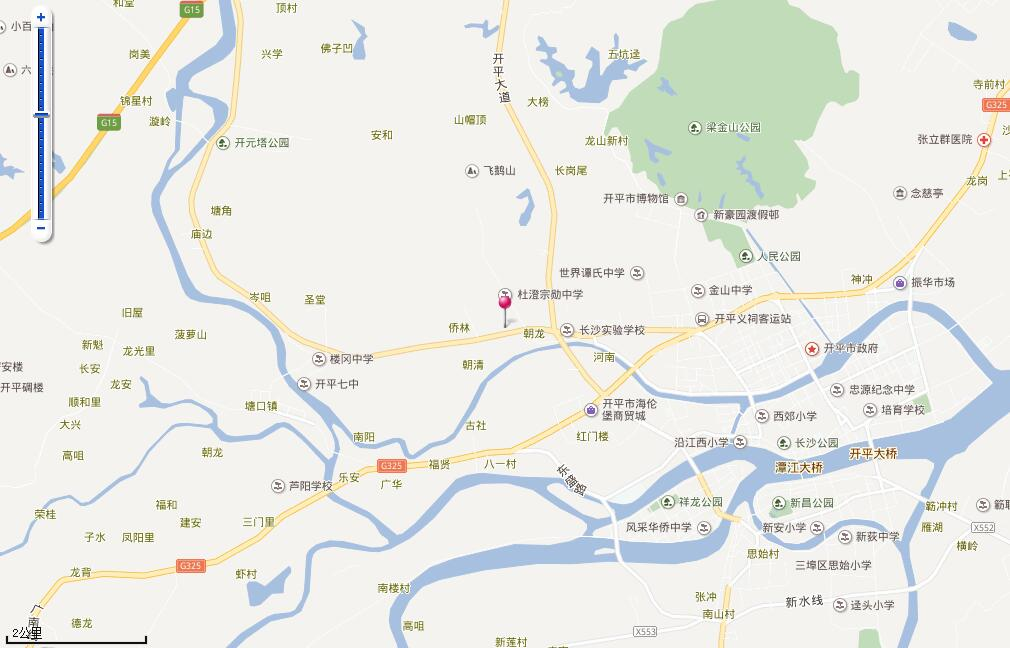 和堂
G15
顶村
小百
岗美
兴学
佛子凹
开平大道
五坑迳
六
锦星村
G15
漩岭
大榜
寺前村
G325
山帽顶
梁金山公园
开元塔公园
安和
龙山新村
张立群医院
沙
飞鹅山
长岗尾
龙岗
上
开平市博物馆
念慈亭
塘角
新豪园渡假邨
庙边
人民公园
世界谭氏中学
神冲
振华市场
金山中学
岑咀
圣堂
杜澄宗勋中学
旧屋
开平义祠客运站
侨林
朝龙
长沙实验学校
菠萝山
新魁
龙光里
楼冈中学
河南
开平市政府
安楼
长安
朝清
开平碉楼
龙安
开平七中
忠源纪念中学
顺和里
塘口镇
开平市海伦
堡商贸城
西郊小学
培育学校
大兴
古社
红门楼
南阳
沿江西小学
长沙公园
开平大桥
高咀
朝龙
G325
福贤
八一村
潭江大桥
乐安
广华
东盛路
芦阳学校
祥龙公园
新昌公园
簕冲村
簕联
荣桂
福和
建安
三门里
风采华侨中学
新安小学
雁湖
X552
子水
凤阳里
新荻中学
横岭
思始村
G325
三埠区思始小学
龙背
虾村
南楼村
张冲
新水线
迳头小学
广
南
德龙
高咀
南山村
2公里
X553
新莲村